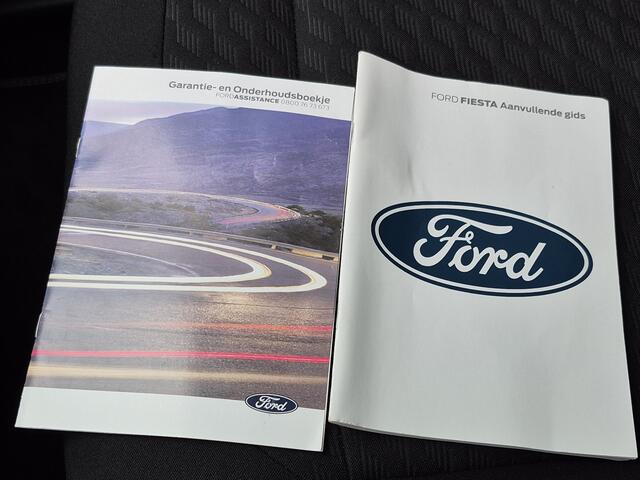 Garantie- en Onderhoudsboekje
FORDASSISTANCE 0800 76 73 673
Ford
FORD FIESTA Aanvullende gids
Ford